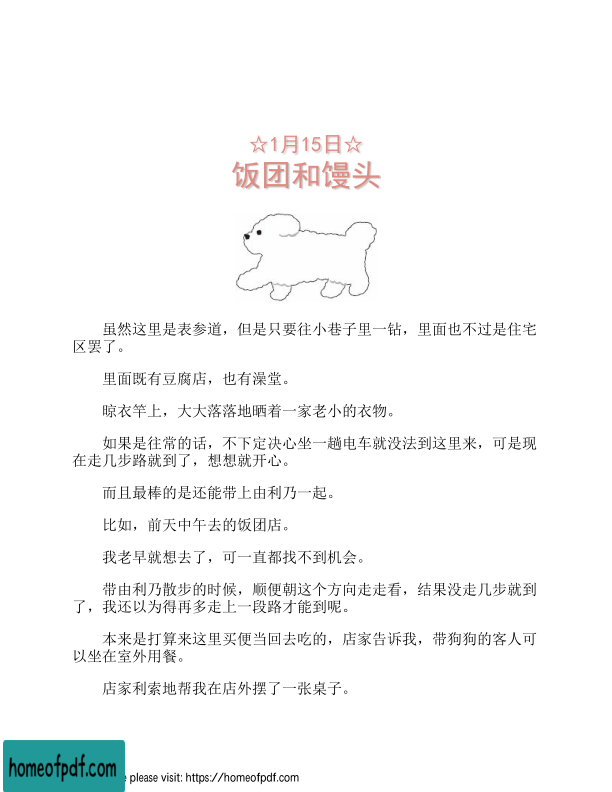 ☆1月15日☆
饭团和馒头
虽然这里是表参道，但是只要往小巷子里一钻，里面也不过是住宅
区罢了。
里面既有豆腐店，也有澡堂。
晾衣竿上，大大落落地晒着一家老小的衣物。
如果是往常的话，不下定决心坐一趟电车就没法到这里来，可是现
在走几步路就到了，想想就开心。
而且最棒的是还能带上由利乃一起。
比如，前天中午去的饭团店。
我老早就想去了，可一直都找不到机会。
带由利乃散步的时候，顺便朝这个方向走走看，结果没走几步就到
了，我还以为得再多走上一段路才能到呢。
本来是打算来这里买便当回去吃的，店家告诉我，带狗狗的客人可
以坐在室外用餐。
店家利索地帮我在店外摆了一张桌子。
homeofpdf.com
e please visit: https://homeofpdf.com